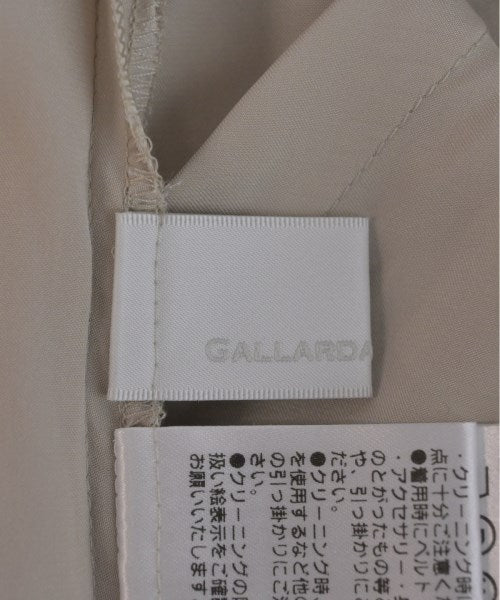 GALLARDA
・クリーニング時
点に十分ご注意くだ
●着用時にベルト
・アクセサリー・
のとがったもの等
や、引っ掛かりに
ださい。
●クリーニング時
を使用するなど他
の引っ掛かりにご
さい。
●クリーニングの
扱い絵表示をご確
お願いいたします